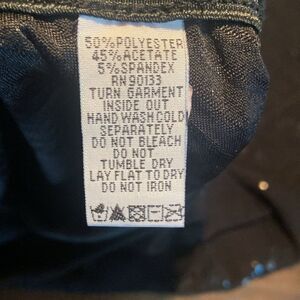 50%POLYESTER
45%ACETATE
5%SPANDEX
RN90133
TURN GARMENT
INSIDE OUT
HAND WASH COLD
SEPARATELY
DO NOT BLEACH
DO NOT
TUMBLE DRY
LAY FLAT TO DRY
DO NOT IRON